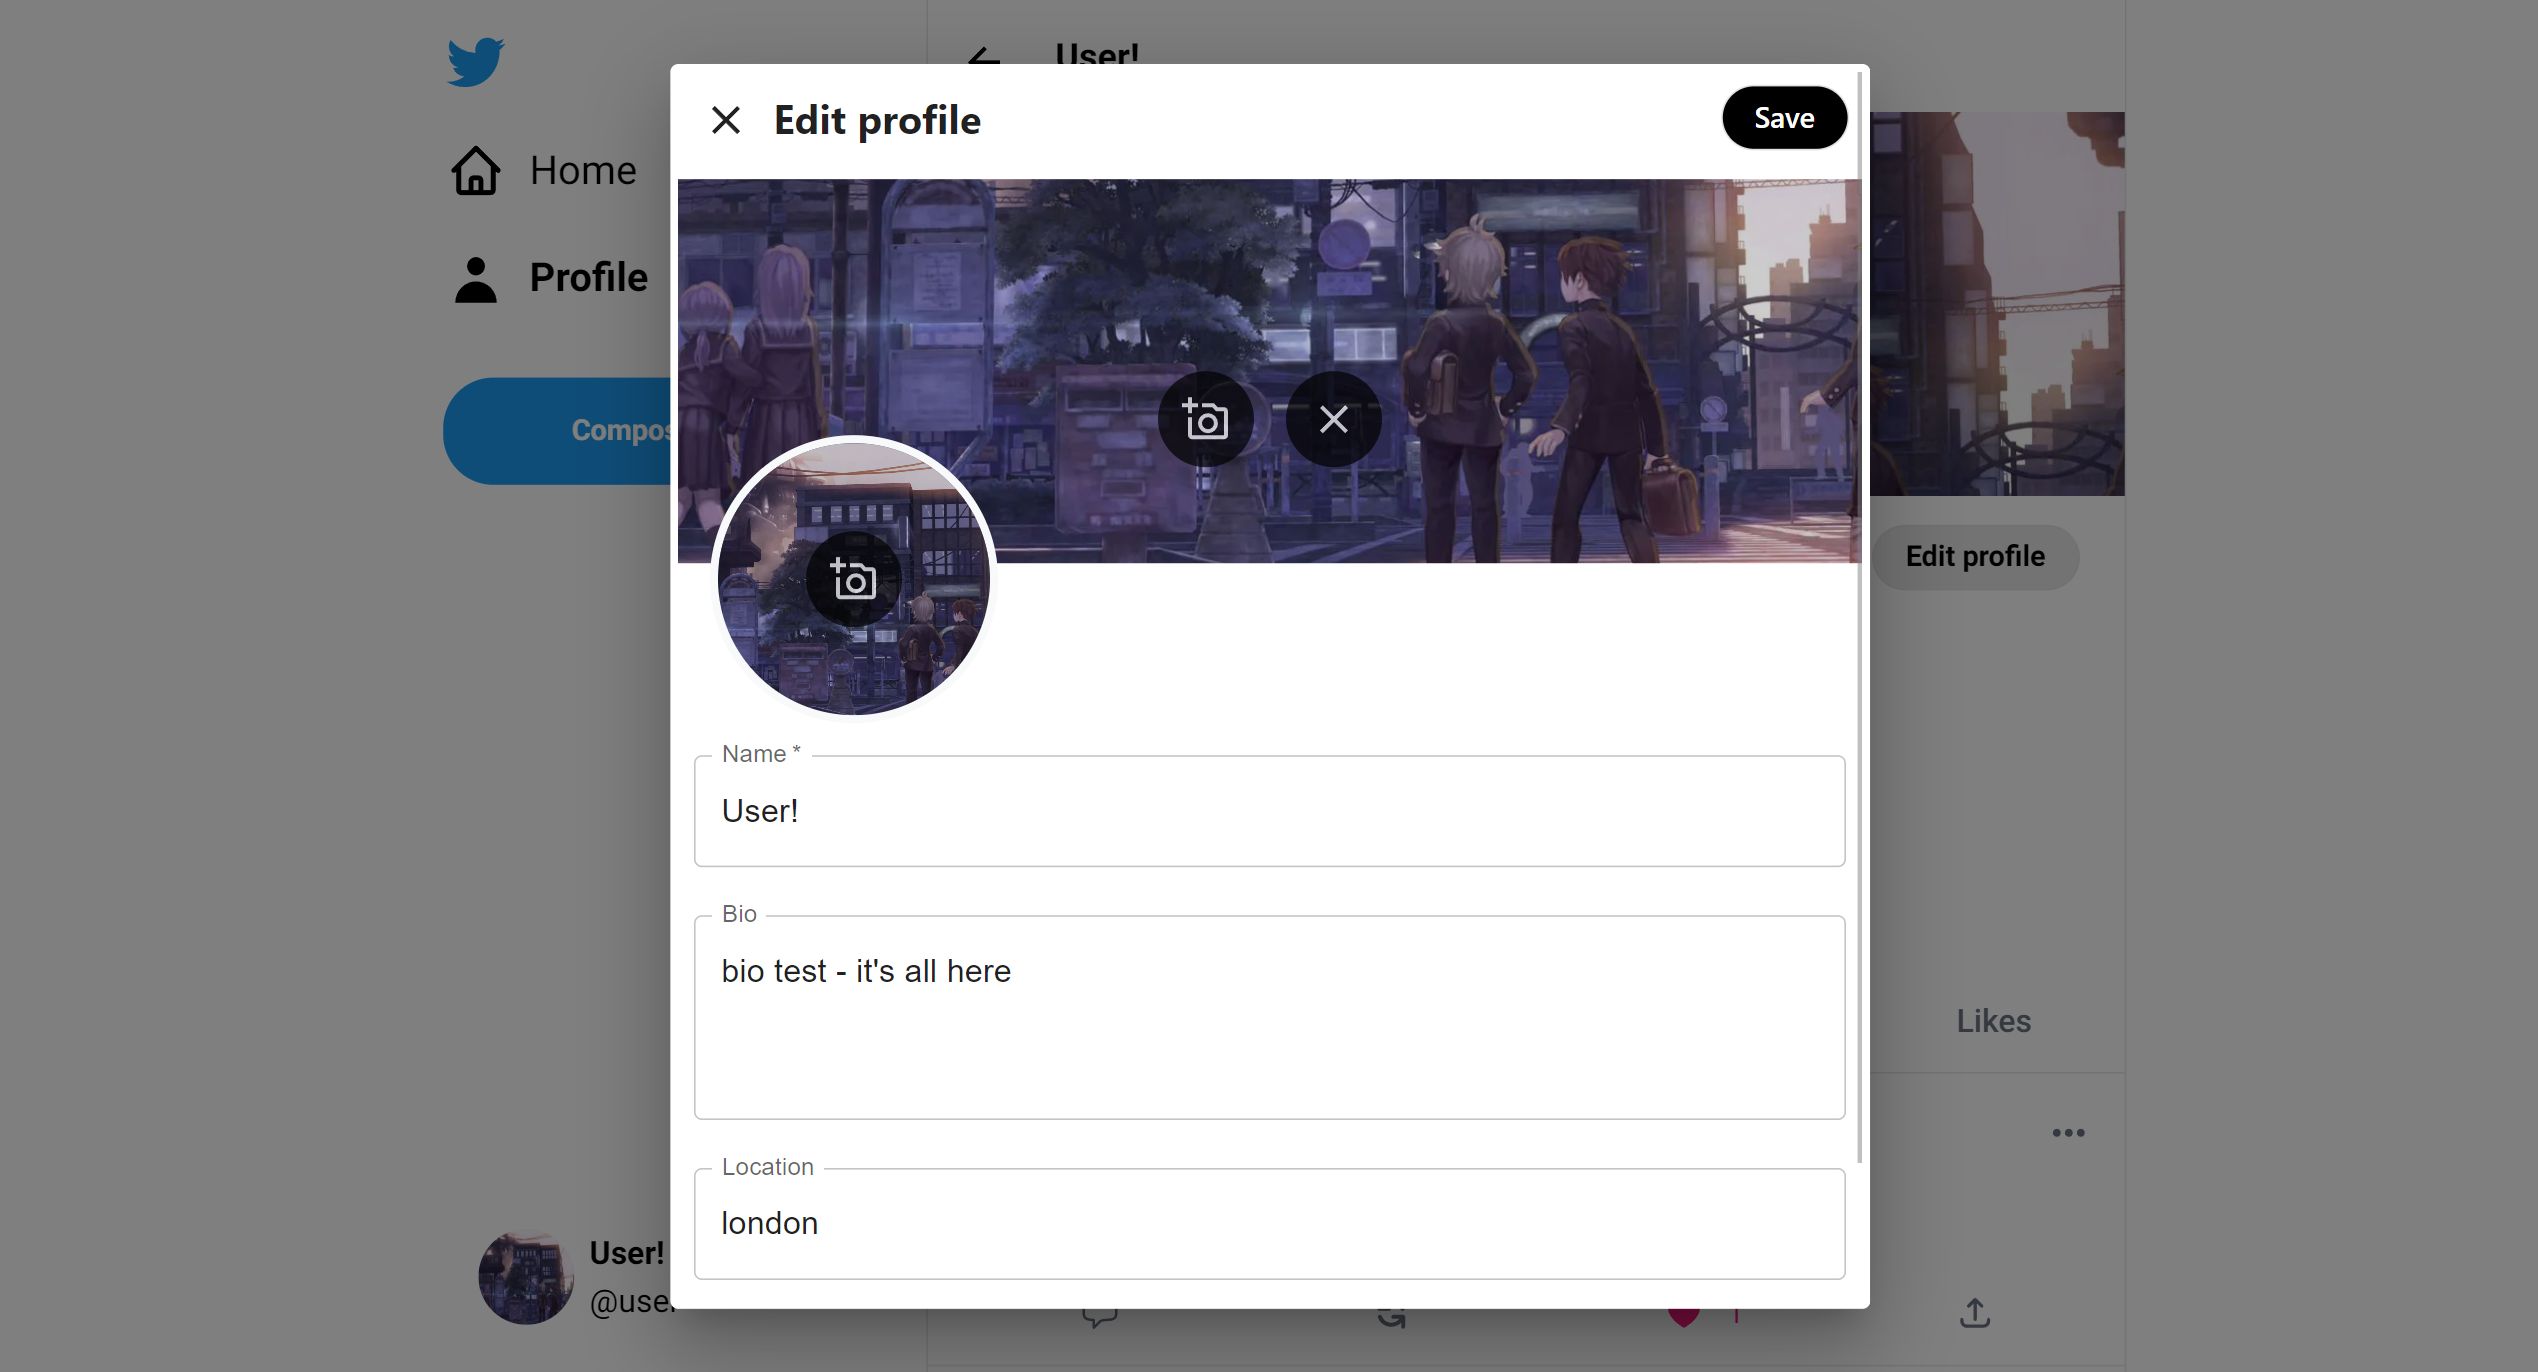 User!
Home
Profile
Compos
Edit profile
Save
Edit profile
Name *
User!
Bio
bio test - it's all here
Location
london
Likes
User!
@use
1